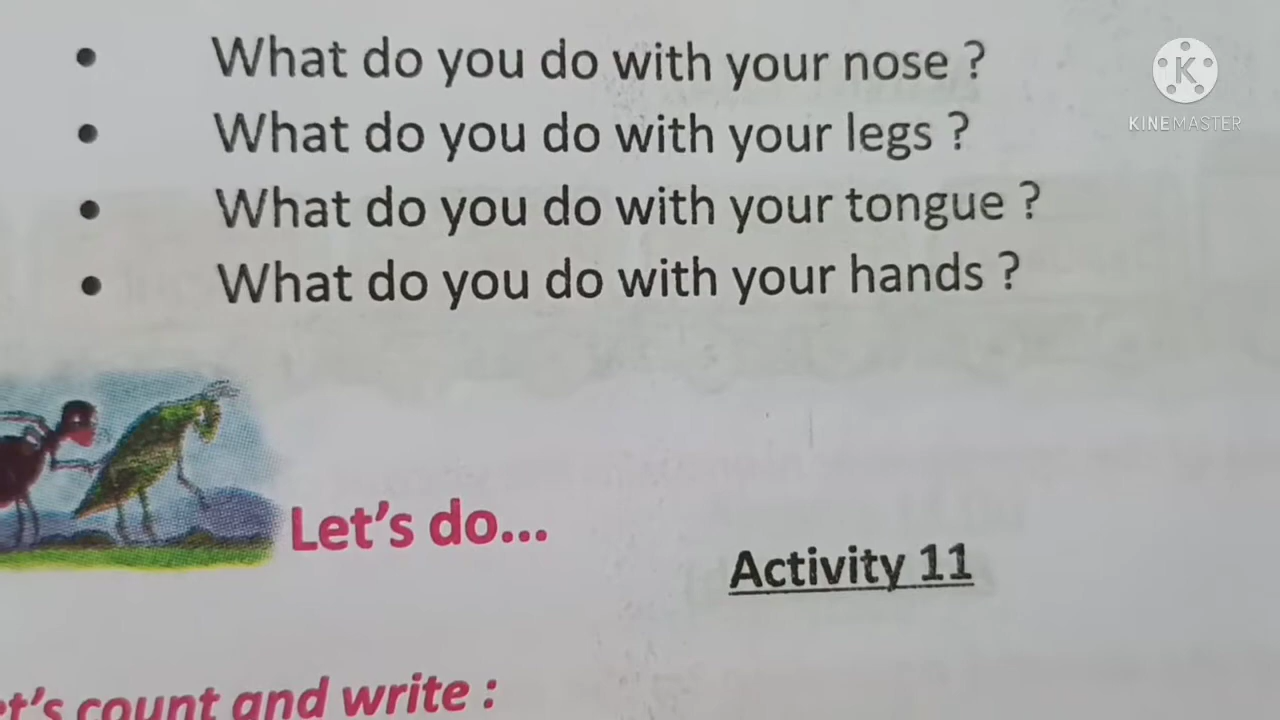 • What do you do with your nose ?
• What do you do with your legs ?
• What do you do with your tongue ?
• What do you do with your hands ?
K
KINEMASTER
Let's do...
Activity 11
t's count and write :